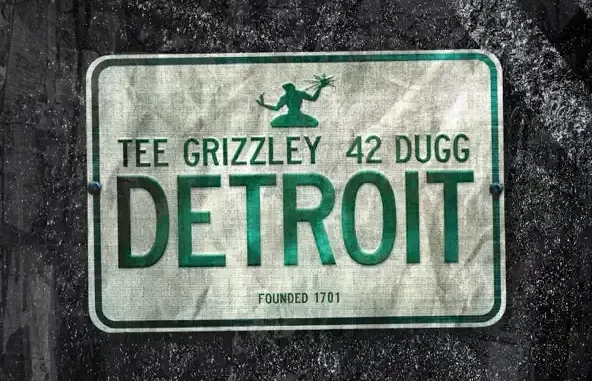 TEE GRIZZLEY 42 DUGG
DETROIT
FOUNDED 1701